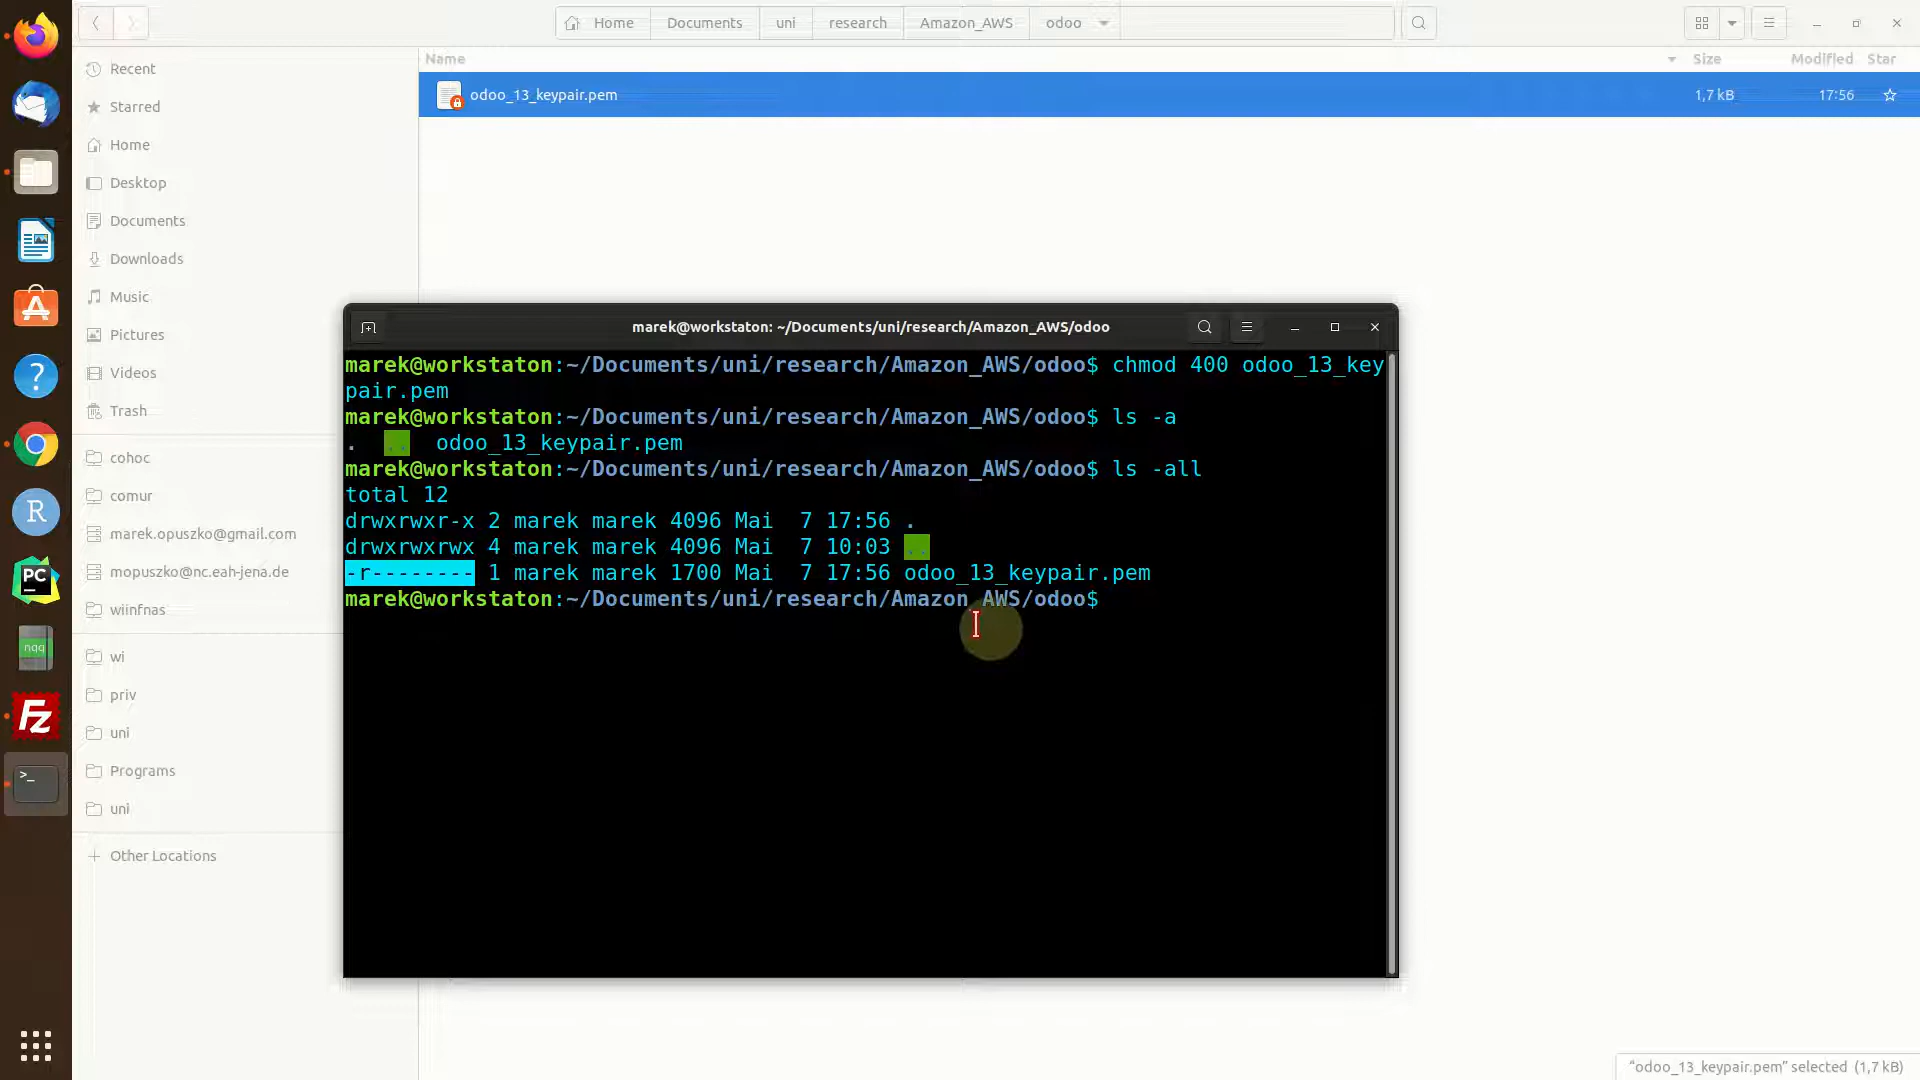 Home Documents uni research Amazon_AWS odoo
Name Size Modified Star
odoo_13_keypair.pem 1,7 kB 17:56
Recent
Starred
Home
Desktop
Documents
Downloads
Music
Pictures
Videos
Trash
cohoc
comur
marek.opuszko@gmail.com
mopuszko@nc.eah-jena.de
wiinfnas
wi
priv
uni
Programs
uni
Other Locations
R
PC
nqq
Fz
>_
marek@workstaton: ~/Documents/uni/research/Amazon_AWS/odoo
marek@workstaton:~/Documents/uni/research/Amazon_AWS/odoo$ chmod 400 odoo_13_key
pair.pem
marek@workstaton:~/Documents/uni/research/Amazon_AWS/odoo$ ls -a
. .. odoo_13_keypair.pem
marek@workstaton:~/Documents/uni/research/Amazon_AWS/odoo$ ls -all
total 12
drwxrwxr-x 2 marek marek 4096 Mai 7 17:56 .
drwxrwxrwx 4 marek marek 4096 Mai 7 10:03 ..
-r-------- 1 marek marek 1700 Mai 7 17:56 odoo_13_keypair.pem
marek@workstaton:~/Documents/uni/research/Amazon_AWS/odoo$
"odoo_13_keypair.pem" selected (1,7 kB)